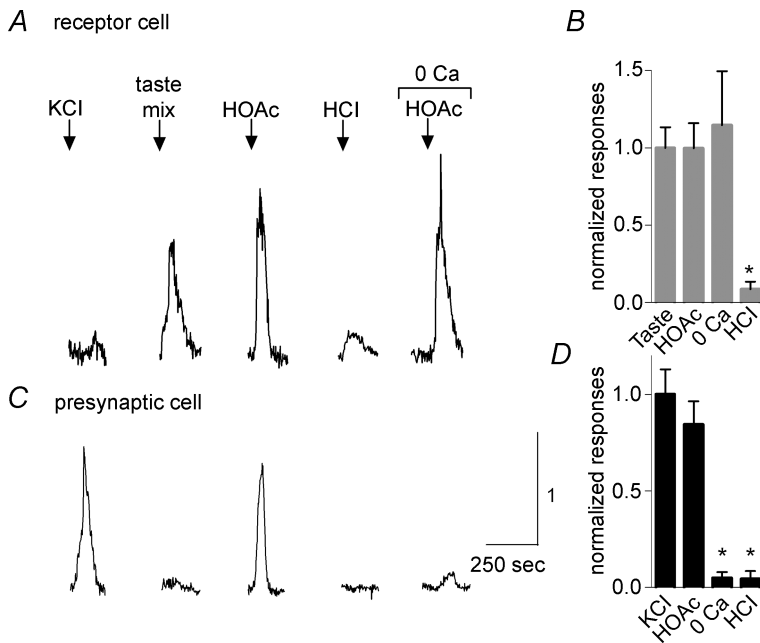 A receptor cell
KCl
taste
mix
HOAc
HCl
0 Ca
HOAc
B
normalized responses
1.5
1.0
0.5
0.0
Taste
HOAc
0 Ca
HCl
*
C presynaptic cell
1
250 sec
D
normalized responses
1.0
0.5
0.0
KCl
HOAc
0 Ca
HCl
* *